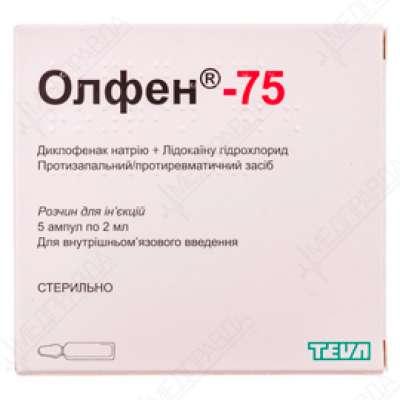 Олфен®-75
Диклофенак натрію + Лідокаїну гідрохлорид
Протизапальний/протиревматичний засіб
Розчин для ін'єкцій
5 ампул по 2 мл
Для внутрішньом'язового введення
СТЕРИЛЬНО
TEVA